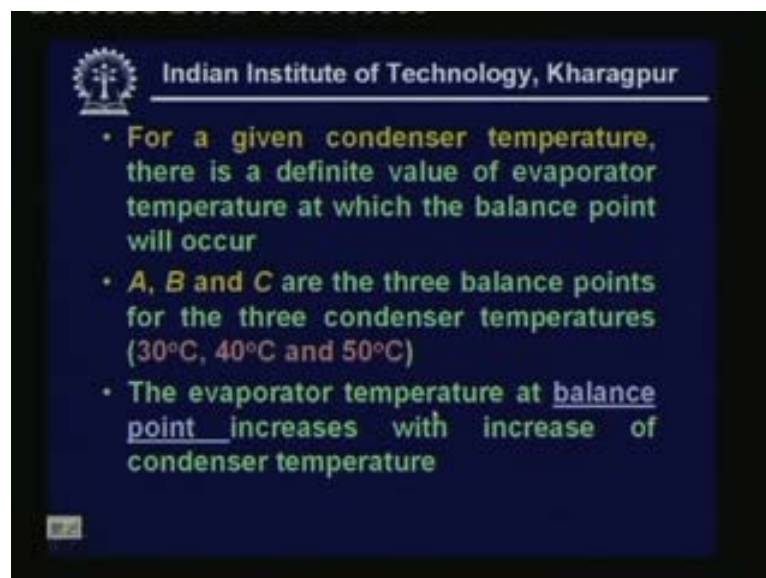 Indian Institute of Technology, Kharagpur
• For a given condenser temperature,
there is a definite value of evaporator
temperature at which the balance point
will occur
• A, B and C are the three balance points
for the three condenser temperatures
(30°C, 40°C and 50°C)
• The evaporator temperature at balance
point increases with increase of
condenser temperature